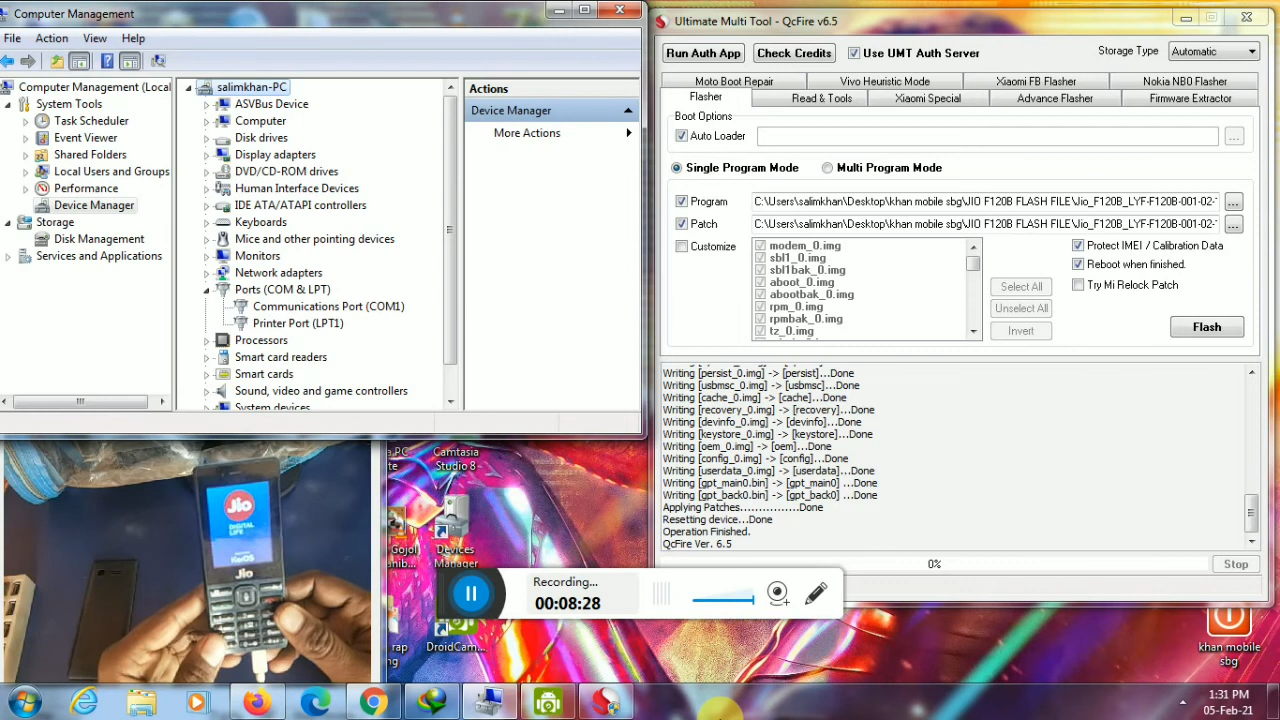 Computer Management
File Action View Help
Computer Management (Local
System Tools
Task Scheduler
Event Viewer
Shared Folders
Local Users and Groups
Performance
Device Manager
Storage
Disk Management
Services and Applications
salimkhan-PC
ASVBus Device
Computer
Disk drives
Display adapters
DVD/CD-ROM drives
Human Interface Devices
IDE ATA/ATAPI controllers
Keyboards
Mice and other pointing devices
Monitors
Network adapters
Ports (COM & LPT)
Communications Port (COM1)
Printer Port (LPT1)
Processors
Smart card readers
Smart cards
Sound, video and game controllers
System devices
Actions
Device Manager
More Actions
Ultimate Multi Tool - QcFire v6.5
Run Auth App Check Credits Use UMT Auth Server Storage Type Automatic
Moto Boot Repair Vivo Heuristic Mode Xiaomi FB Flasher Nokia NB0 Flasher
Flasher Read & Tools Xiaomi Special Advance Flasher Firmware Extractor
Boot Options
Auto Loader ...
Single Program Mode Multi Program Mode
Program C:\Users\salimkhan\Desktop\khan mobile sbg\JIO F120B FLASH FILE\Jio_F120B_LYF-F120B-001-02- ...
Patch C:\Users\salimkhan\Desktop\khan mobile sbg\JIO F120B FLASH FILE\Jio_F120B_LYF-F120B-001-02- ...
Customize
modem_0.img
sbl1_0.img
sbl1bak_0.img
aboot_0.img
abootbak_0.img
rpm_0.img
rpmbak_0.img
tz_0.img
Select All
Unselect All
Invert
Protect IMEI / Calibration Data
Reboot when finished.
Try Mi Relock Patch
Flash
Writing [persist_0.img] -> [persist]...Done
Writing [usbmsc_0.img] -> [usbmsc]...Done
Writing [cache_0.img] -> [cache]...Done
Writing [recovery_0.img] -> [recovery]...Done
Writing [devinfo_0.img] -> [devinfo]...Done
Writing [keystore_0.img] -> [keystore]...Done
Writing [oem_0.img] -> [oem]...Done
Writing [config_0.img] -> [config]...Done
Writing [userdata_0.img] -> [userdata]...Done
Writing [gpt_main0.bin] -> [gpt_main0]...Done
Writing [gpt_back0.bin] -> [gpt_back0]...Done
Applying Patches................Done
Resetting device...Done
Operation Finished.
QcFire Ver. 6.5
0% Stop
Jio
DIGITAL
LIFE
KaiOS
Jio
Camtasia
Studio 8
Gojol
Devices
Manager
DroidCam...
Recording...
00:08:28
khan mobile
sbg
1:31 PM
05-Feb-21